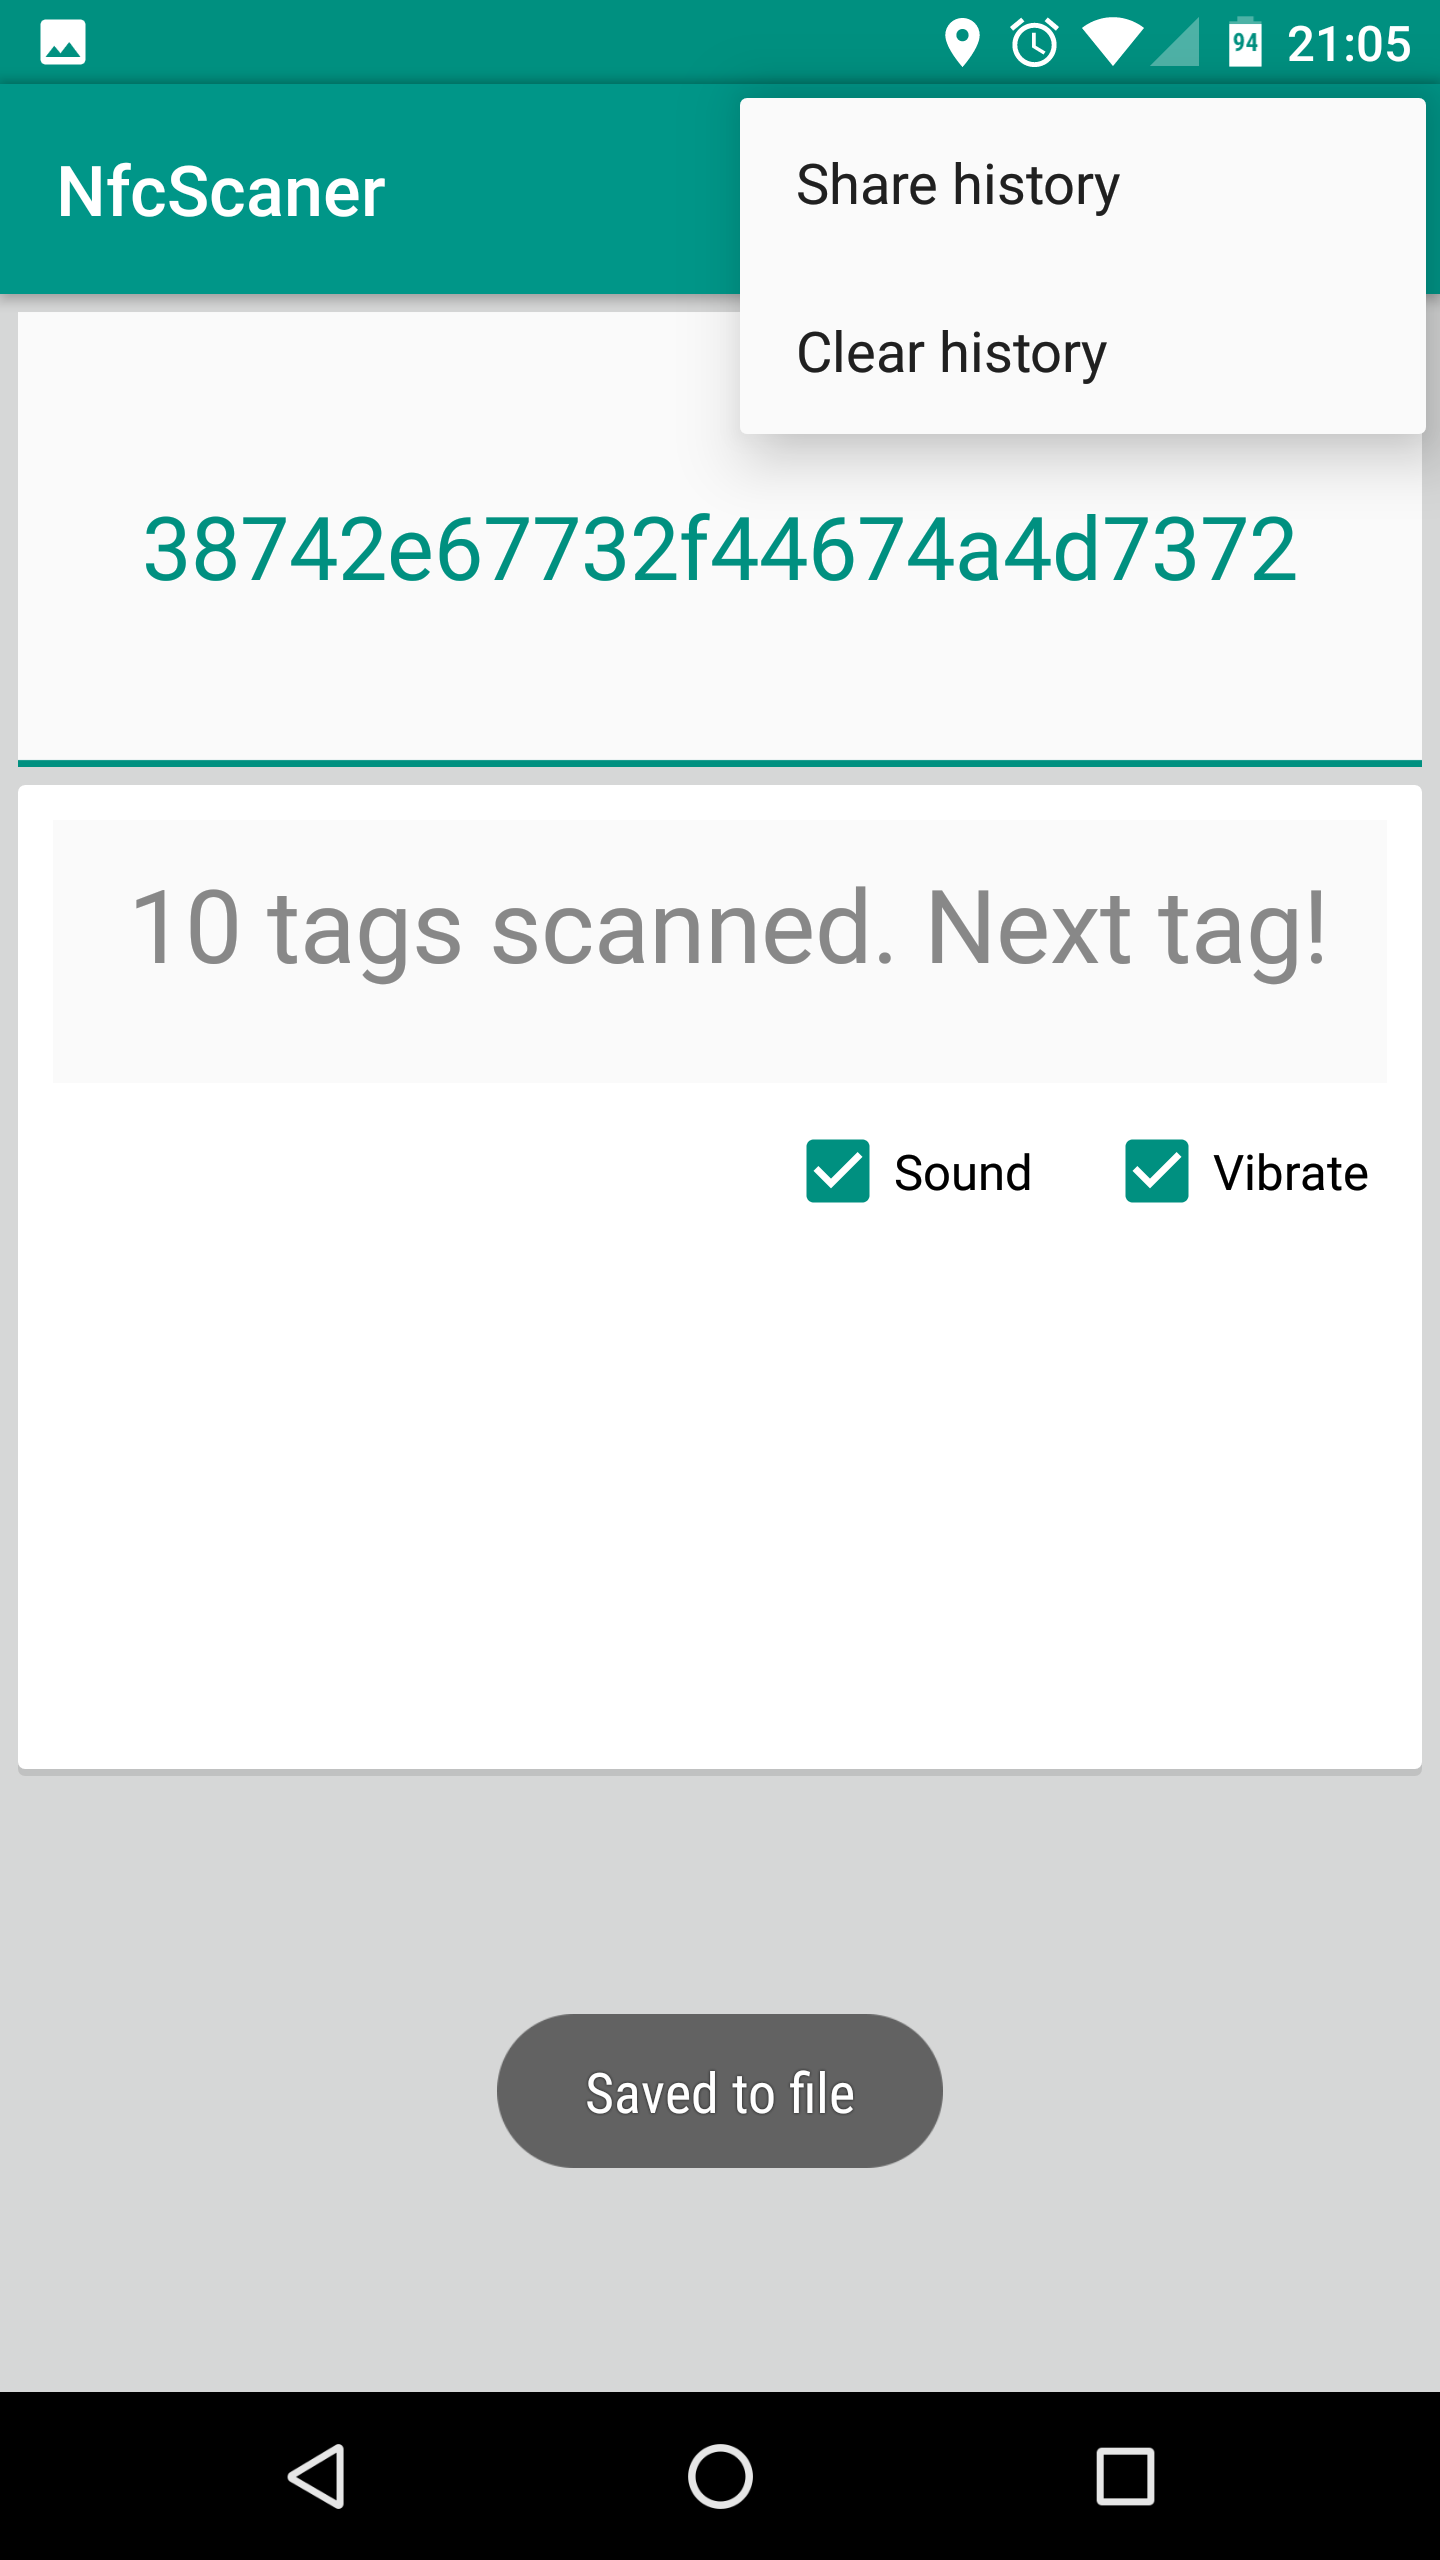 94 21:05
NfcScaner
Share history
Clear history
38742e67732f44674a4d7372
10 tags scanned. Next tag!
Sound Vibrate
Saved to file